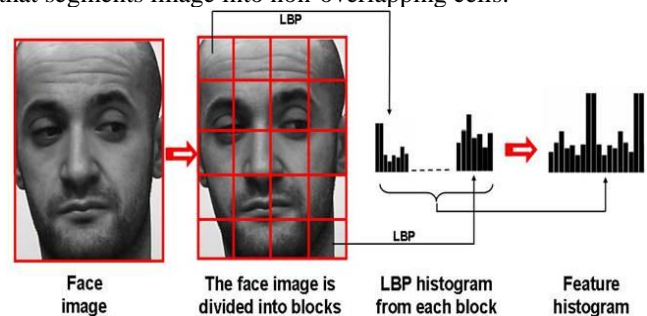 that segments image into non-overlapping cells.
LBP
LBP
Face
image
The face image is
divided into blocks
LBP histogram
from each block
Feature
histogram